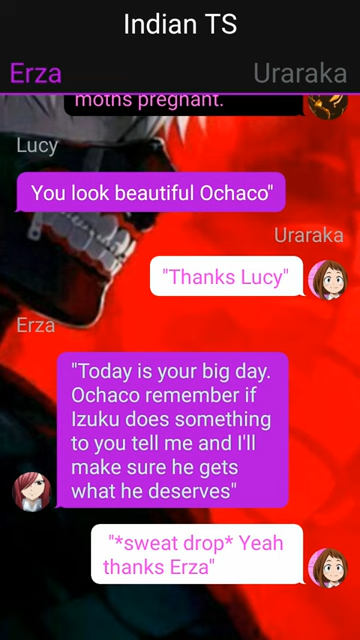 Indian TS
Erza
Uraraka
moths pregnant.
Lucy
You look beautiful Ochaco"
Uraraka
"Thanks Lucy"
Erza
"Today is your big day.
Ochaco remember if
Izuku does something
to you tell me and I'll
make sure he gets
what he deserves"
"*sweat drop* Yeah
thanks Erza"